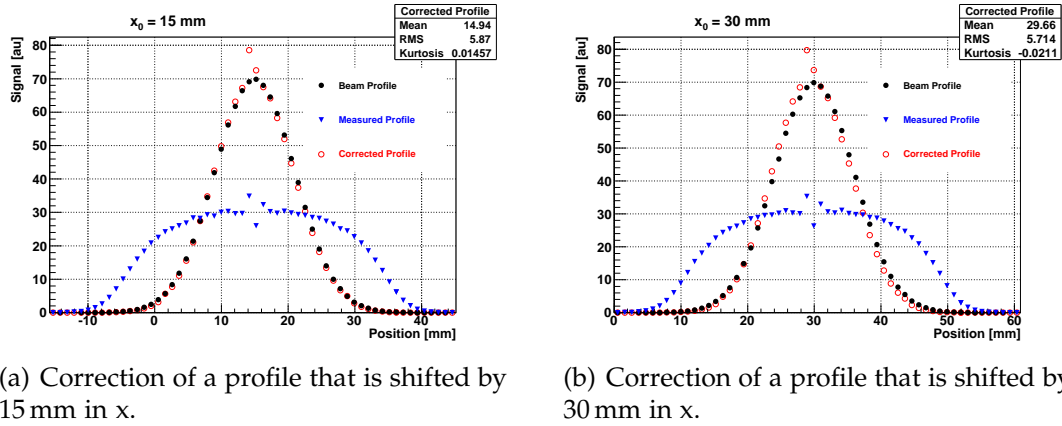 x₀ = 15 mm
Corrected Profile
Mean 14.94
RMS 5.87
Kurtosis 0.01457
Signal [au]
80
70
60
50
40
30
20
10
0
Beam Profile
Measured Profile
Corrected Profile
-10 0 10 20 30 40
Position [mm]
(a) Correction of a profile that is shifted by
15 mm in x.
x₀ = 30 mm
Corrected Profile
Mean 29.66
RMS 5.714
Kurtosis -0.0211
Signal [au]
80
70
60
50
40
30
20
10
0
Beam Profile
Measured Profile
Corrected Profile
0 10 20 30 40 50 60
Position [mm]
(b) Correction of a profile that is shifted by
30 mm in x.